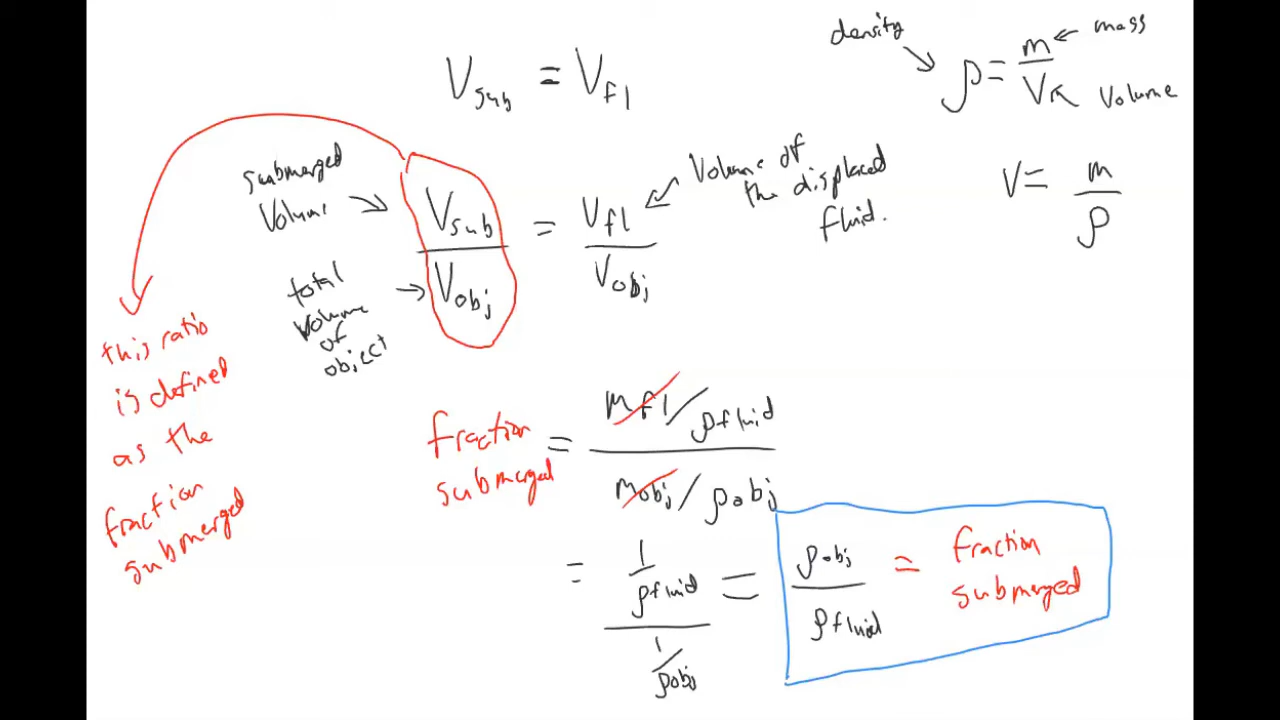 V_sub = V_fl
density
ρ = m/V
mass
Volume
V = m/ρ
submerged
Volume
V_sub/V_obj = V_fl/V_obj
Volume of
the displaced
fluid.
total
Volume
of
object
this ratio
is defined
as the
fraction
submerged
fraction
submerged
= (m_fl/ρ_fluid)/(m_obj/ρ_obj)
= (1/ρ_fluid)/(1/ρ_obj) = ρ_obj/ρ_fluid = fraction
submerged